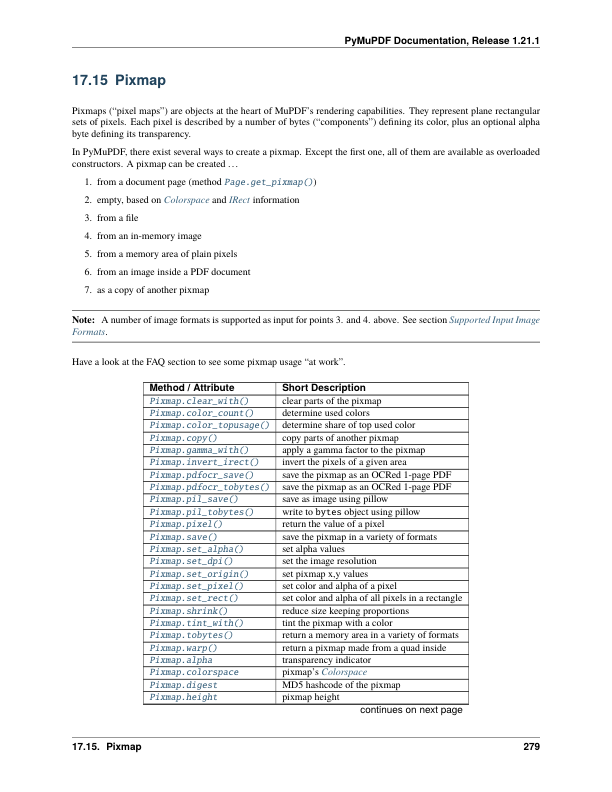 PyMuPDF Documentation, Release 1.21.1
17.15 Pixmap
Pixmaps (“pixel maps”) are objects at the heart of MuPDF’s rendering capabilities. They represent plane rectangular
sets of pixels. Each pixel is described by a number of bytes (“components”) defining its color, plus an optional alpha
byte defining its transparency.
In PyMuPDF, there exist several ways to create a pixmap. Except the first one, all of them are available as overloaded
constructors. A pixmap can be created …
1. from a document page (method Page.get_pixmap())
2. empty, based on Colorspace and IRect information
3. from a file
4. from an in-memory image
5. from a memory area of plain pixels
6. from an image inside a PDF document
7. as a copy of another pixmap
Note: A number of image formats is supported as input for points 3. and 4. above. See section Supported Input Image
Formats.
Have a look at the FAQ section to see some pixmap usage “at work”.
Method / Attribute Short Description
Pixmap.clear_with() clear parts of the pixmap
Pixmap.color_count() determine used colors
Pixmap.color_topusage() determine share of top used color
Pixmap.copy() copy parts of another pixmap
Pixmap.gamma_with() apply a gamma factor to the pixmap
Pixmap.invert_irect() invert the pixels of a given area
Pixmap.pdfocr_save() save the pixmap as an OCRed 1-page PDF
Pixmap.pdfocr_tobytes() save the pixmap as an OCRed 1-page PDF
Pixmap.pil_save() save as image using pillow
Pixmap.pil_tobytes() write to bytes object using pillow
Pixmap.pixel() return the value of a pixel
Pixmap.save() save the pixmap in a variety of formats
Pixmap.set_alpha() set alpha values
Pixmap.set_dpi() set the image resolution
Pixmap.set_origin() set pixmap x,y values
Pixmap.set_pixel() set color and alpha of a pixel
Pixmap.set_rect() set color and alpha of all pixels in a rectangle
Pixmap.shrink() reduce size keeping proportions
Pixmap.tint_with() tint the pixmap with a color
Pixmap.tobytes() return a memory area in a variety of formats
Pixmap.warp() return a pixmap made from a quad inside
Pixmap.alpha transparency indicator
Pixmap.colorspace pixmap’s Colorspace
Pixmap.digest MD5 hashcode of the pixmap
Pixmap.height pixmap height
continues on next page
17.15. Pixmap 279